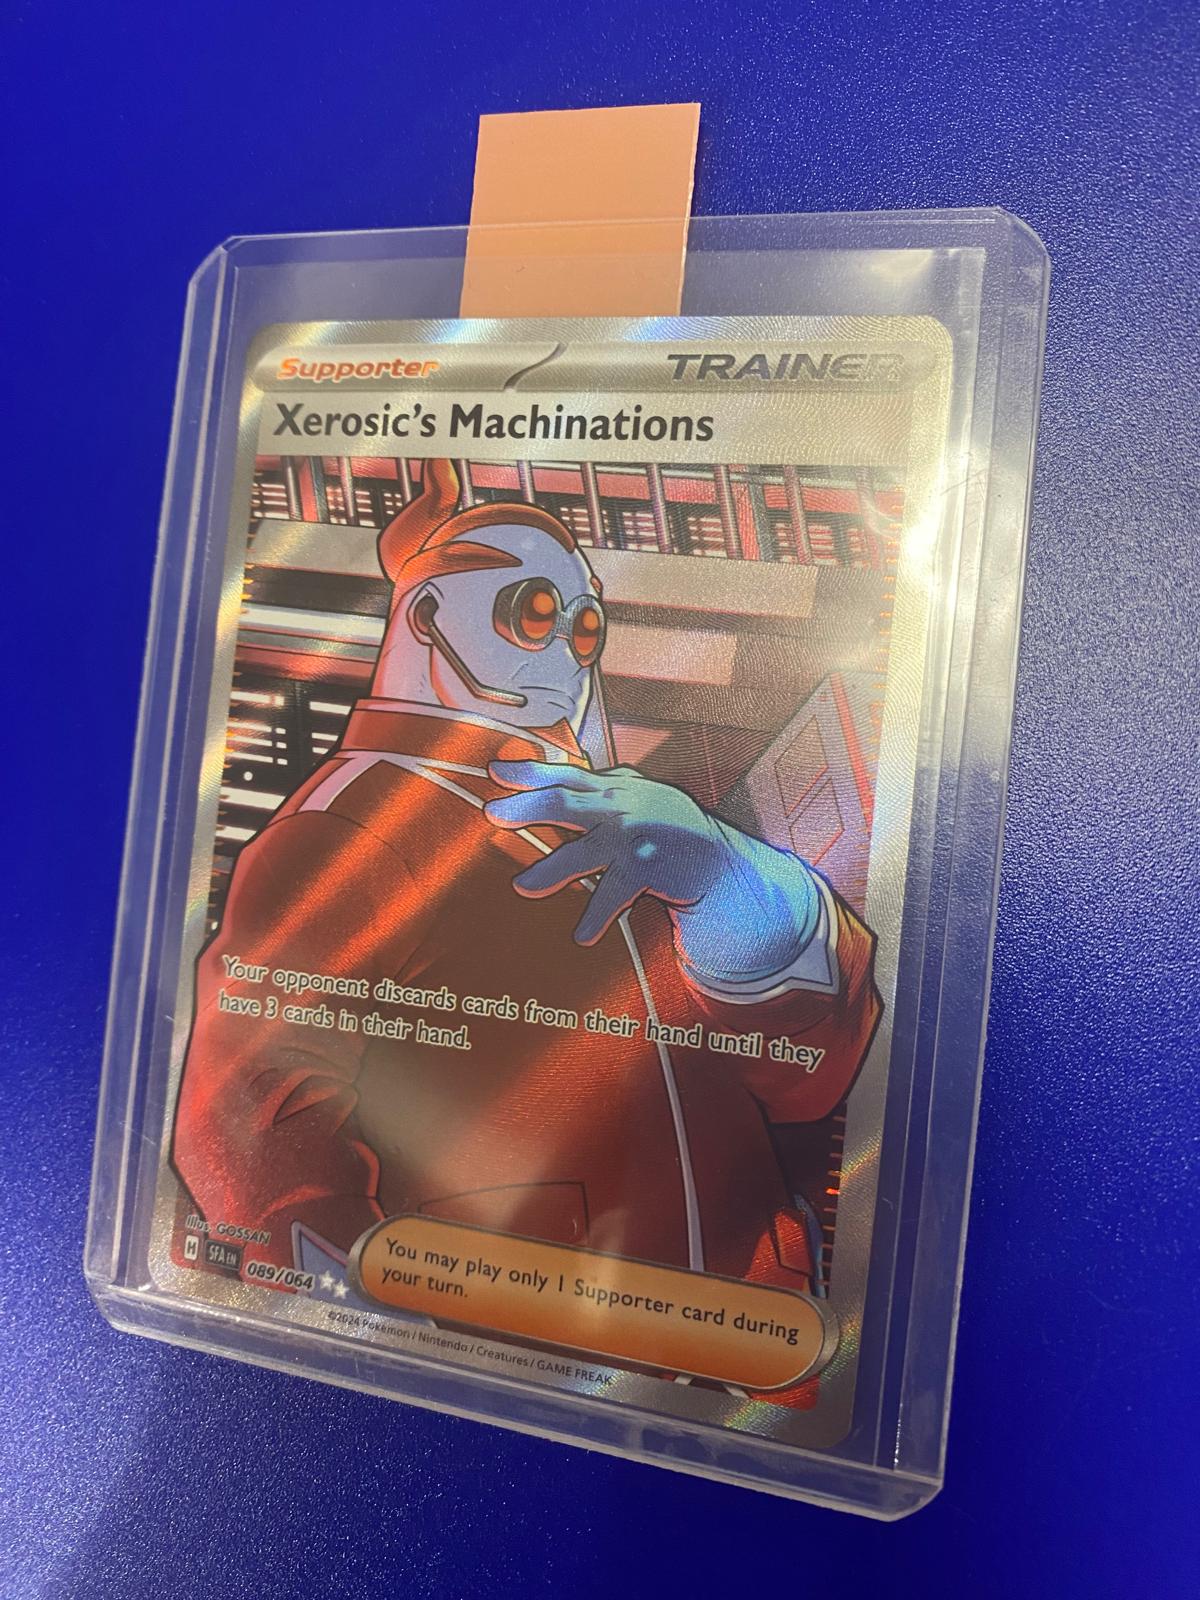 Supporter
TRAINER
Xerosic's Machinations
Your opponent discards cards from their hand until they
have 3 cards in their hand.
Illus. GOSSAN
H SFA EN 089/064
You may play only 1 Supporter card during
your turn.
©2024 Pokémon / Nintendo / Creatures / GAME FREAK